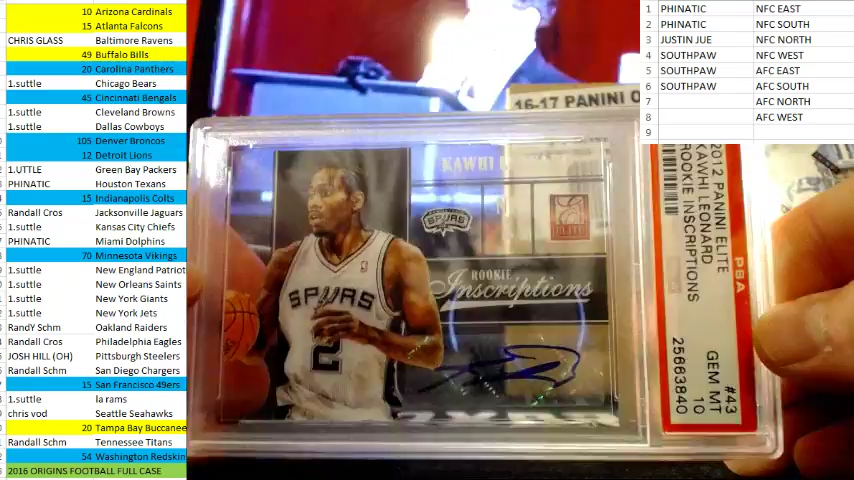 10 Arizona Cardinals
15 Atlanta Falcons
CHRIS GLASS Baltimore Ravens
49 Buffalo Bills
20 Carolina Panthers
1.suttle Chicago Bears
45 Cincinnati Bengals
1.suttle Cleveland Browns
1.suttle Dallas Cowboys
105 Denver Broncos
12 Detroit Lions
1.UTTLE Green Bay Packers
PHINATIC Houston Texans
15 Indianapolis Colts
Randall Cros Jacksonville Jaguars
1.suttle Kansas City Chiefs
PHINATIC Miami Dolphins
70 Minnesota Vikings
1.suttle New England Patriot
1.suttle New Orleans Saints
1.suttle New York Giants
1.suttle New York Jets
RandY Schm Oakland Raiders
Randall Cros Philadelphia Eagles
JOSH HILL (OH) Pittsburgh Steelers
Randall Schm San Diego Chargers
15 San Francisco 49ers
1.suttle la rams
chris vod Seattle Seahawks
20 Tampa Bay Buccanee
Randall Schm Tennessee Titans
54 Washington Redskin
2016 ORIGINS FOOTBALL FULL CASE
1 PHINATIC NFC EAST
2 PHINATIC NFC SOUTH
3 JUSTIN JUE NFC NORTH
4 SOUTHPAW NFC WEST
5 SOUTHPAW AFC EAST
6 SOUTHPAW AFC SOUTH
7 AFC NORTH
8 AFC WEST
9
16-17 PANINI
KAWHI
SPURS
ELITE
ROOKIE
Inscriptions
SPURS
2
2012 PANINI ELITE
KAWHI LEONARD
ROOKIE INSCRIPTIONS
PSA
#43
GEM MT
10
25663840